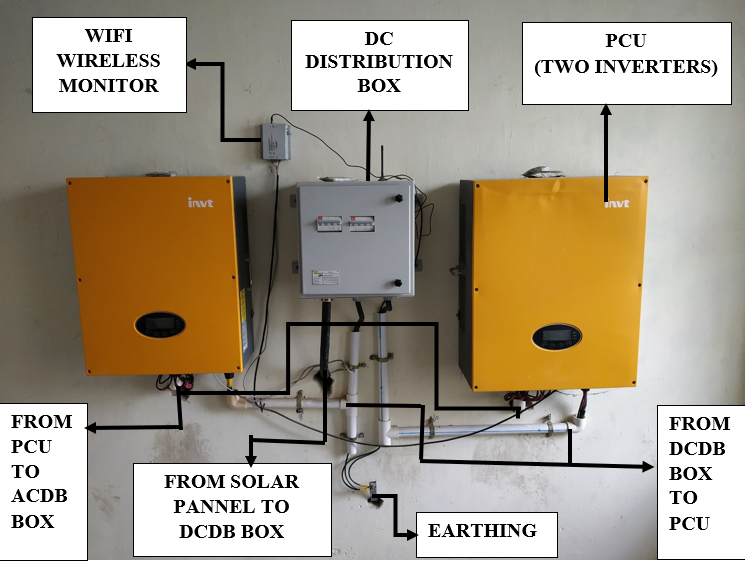 WIFI
WIRELESS
MONITOR
DC
DISTRIBUTION
BOX
PCU
(TWO INVERTERS)
invt
invt
FROM
PCU
TO
ACDB
BOX
FROM SOLAR
PANNEL TO
DCDB BOX
EARTHING
FROM
DCDB
BOX
TO
PCU